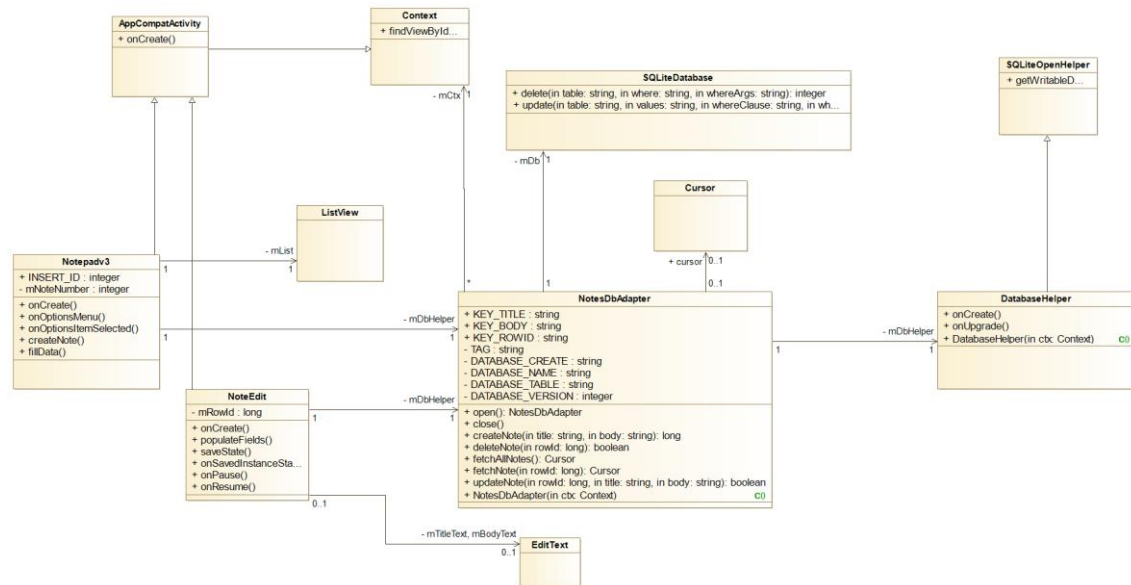 AppCompatActivity
+ onCreate()
Context
+ findViewById...
SQLiteDatabase
+ delete(in table: string, in where: string, in whereArgs: string): integer
+ update(in table: string, in values: string, in whereClause: string, in wh...
SQLiteOpenHelper
+ getWritableD...
- mCtx
1
- mDb
1
Cursor
+ cursor
0..1
0..1
ListView
- mList
1
1
Notepadv3
+ INSERT_ID : integer
- mNoteNumber : integer
+ onCreate()
+ onOptionsMenu()
+ onOptionsItemSelected()
+ createNote()
+ fillData()
- mDbHelper
1
1
*
1
NotesDbAdapter
+ KEY_TITLE : string
+ KEY_BODY : string
+ KEY_ROWID : string
- TAG : string
- DATABASE_CREATE : string
- DATABASE_NAME : string
- DATABASE_TABLE : string
- DATABASE_VERSION : integer
+ open(): NotesDbAdapter
+ close()
+ createNote(in title: string, in body: string): long
+ deleteNote(in rowId: long): boolean
+ fetchAllNotes(): Cursor
+ fetchNote(in rowId: long): Cursor
+ updateNote(in rowId: long, in title: string, in body: string): boolean
+ NotesDbAdapter(in ctx: Context)
C()
- mDbHelper
1
1
DatabaseHelper
+ onCreate()
+ onUpgrade()
+ DatabaseHelper(in ctx: Context)
C()
NoteEdit
- mRowId : long
+ onCreate()
+ populateFields()
+ saveState()
+ onSavedInstanceSta...
+ onPause()
+ onResume()
- mDbHelper
1
1
0..1
- mTitleText, mBodyText
0..1
EditText